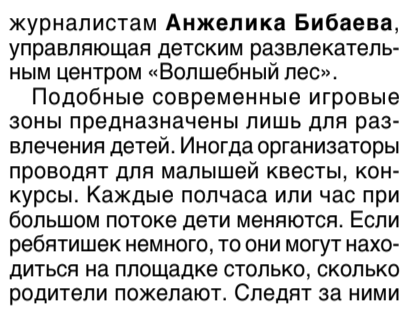 журналистам Анжелика Бибаева,
управляющая детским развлекатель-
ным центром «Волшебный лес».
Подобные современные игровые
зоны предназначены лишь для раз-
влечения детей. Иногда организаторы
проводят для малышей квесты, кон-
курсы. Каждые полчаса или час при
большом потоке дети меняются. Если
ребятишек немного, то они могут нахо-
диться на площадке столько, сколько
родители пожелают. Следят за ними